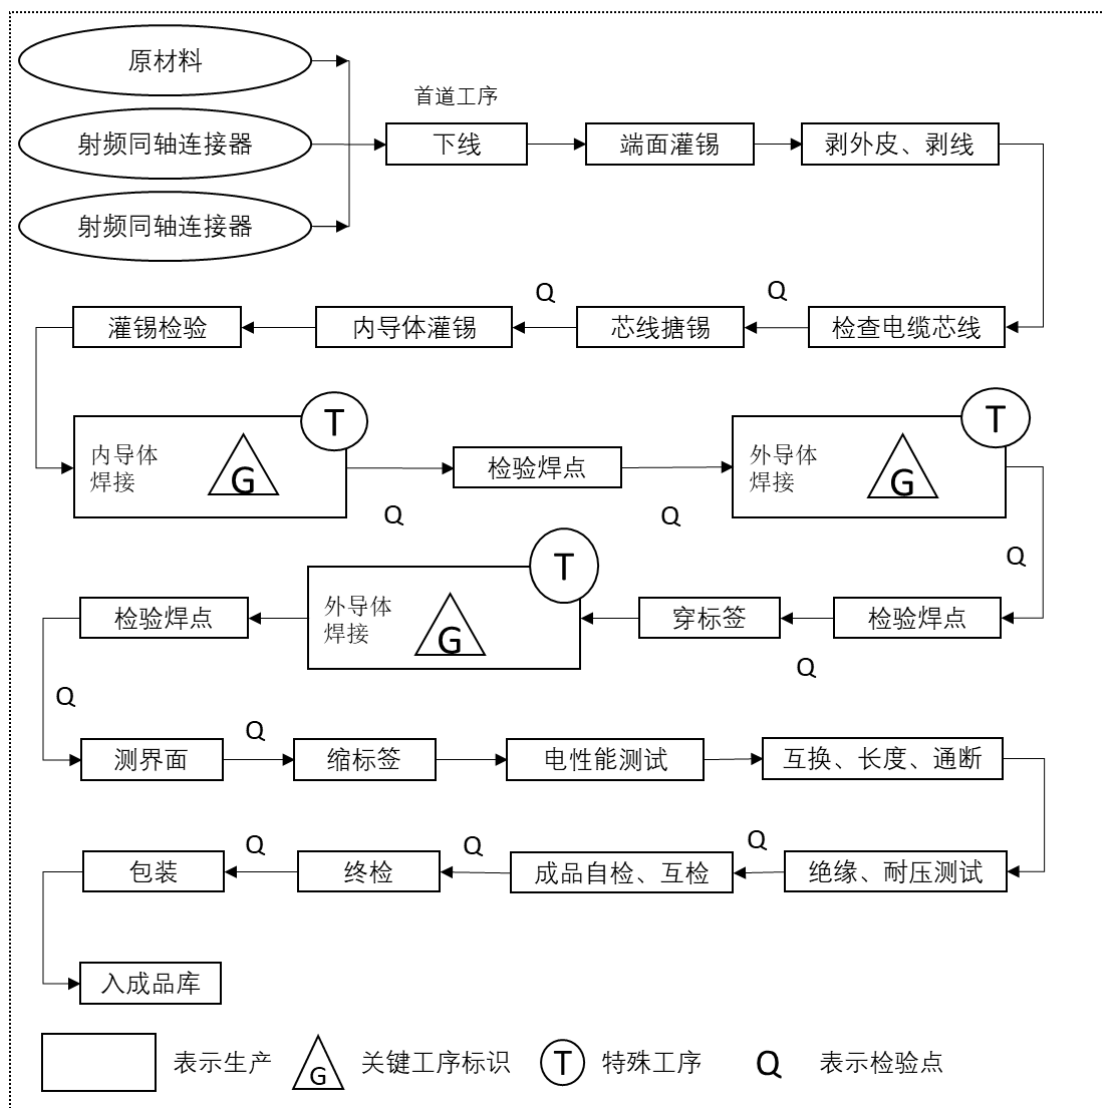 原材料
射频同轴连接器
射频同轴连接器
首道工序
下线
端面灌锡
剥外皮、剥线
检查电缆芯线
Q
芯线搪锡
Q
内导体灌锡
灌锡检验
内导体
焊接
G
T
Q
检验焊点
Q
外导体
焊接
G
T
Q
检验焊点
Q
穿标签
外导体
焊接
G
T
检验焊点
Q
测界面
Q
缩标签
电性能测试
互换、长度、通断
绝缘、耐压测试
Q
成品自检、互检
Q
终检
Q
包装
入成品库
表示生产
G
关键工序标识
T
特殊工序
Q
表示检验点